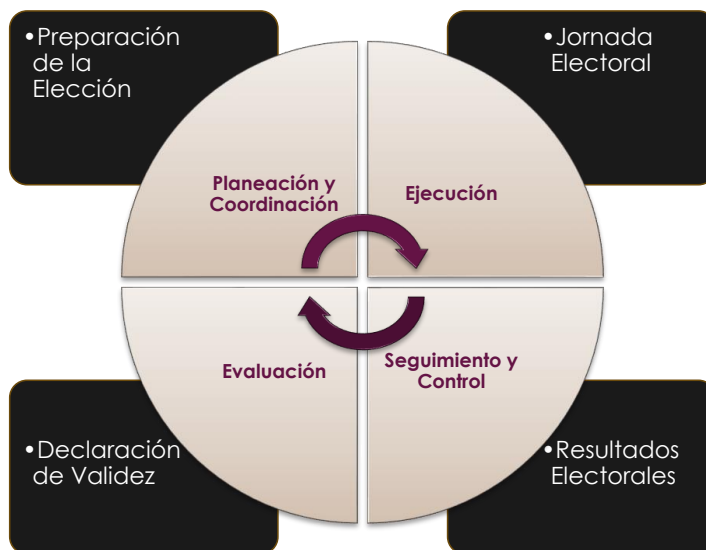 •Preparación
de la
Elección
•Jornada
Electoral
Planeación y
Coordinación
Ejecución
Evaluación
Seguimiento y
Control
•Declaración
de Validez
•Resultados
Electorales